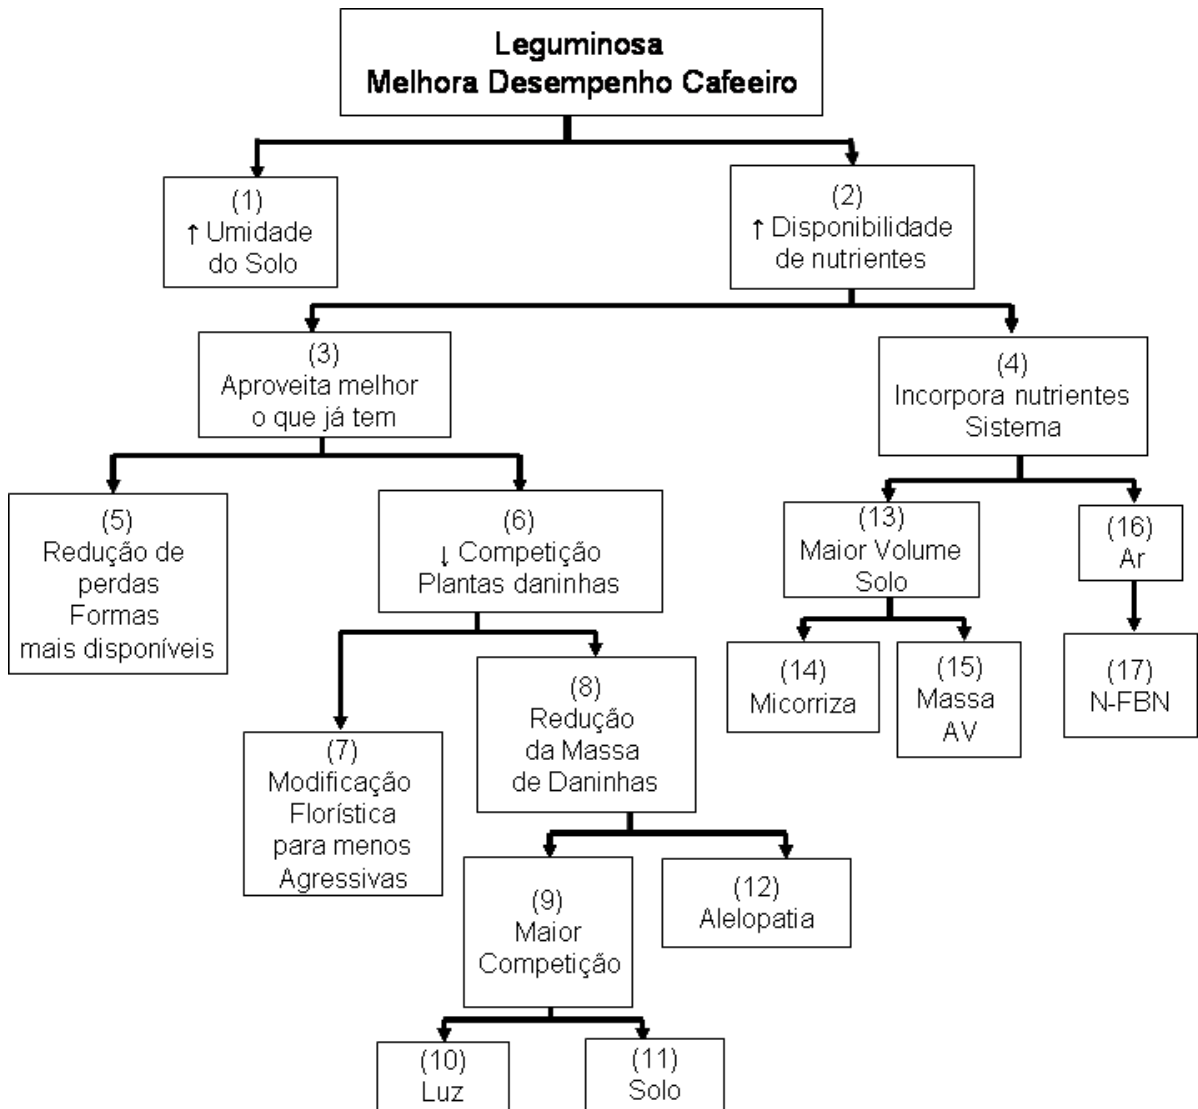 Leguminosa
Melhora Desempenho Cafeeiro
(1)
↑ Umidade
do Solo
(2)
↑ Disponibilidade
de nutrientes
(3)
Aproveita melhor
o que já tem
(4)
Incorpora nutrientes
Sistema
(5)
Redução de
perdas
Formas
mais disponíveis
(6)
↓ Competição
Plantas daninhas
(13)
Maior Volume
Solo
(16)
Ar
(14)
Micorriza
(15)
Massa
AV
(17)
N-FBN
(7)
Modificação
Florística
para menos
Agressivas
(8)
Redução
da Massa
de Daninhas
(9)
Maior
Competição
(12)
Alelopatia
(10)
Luz
(11)
Solo